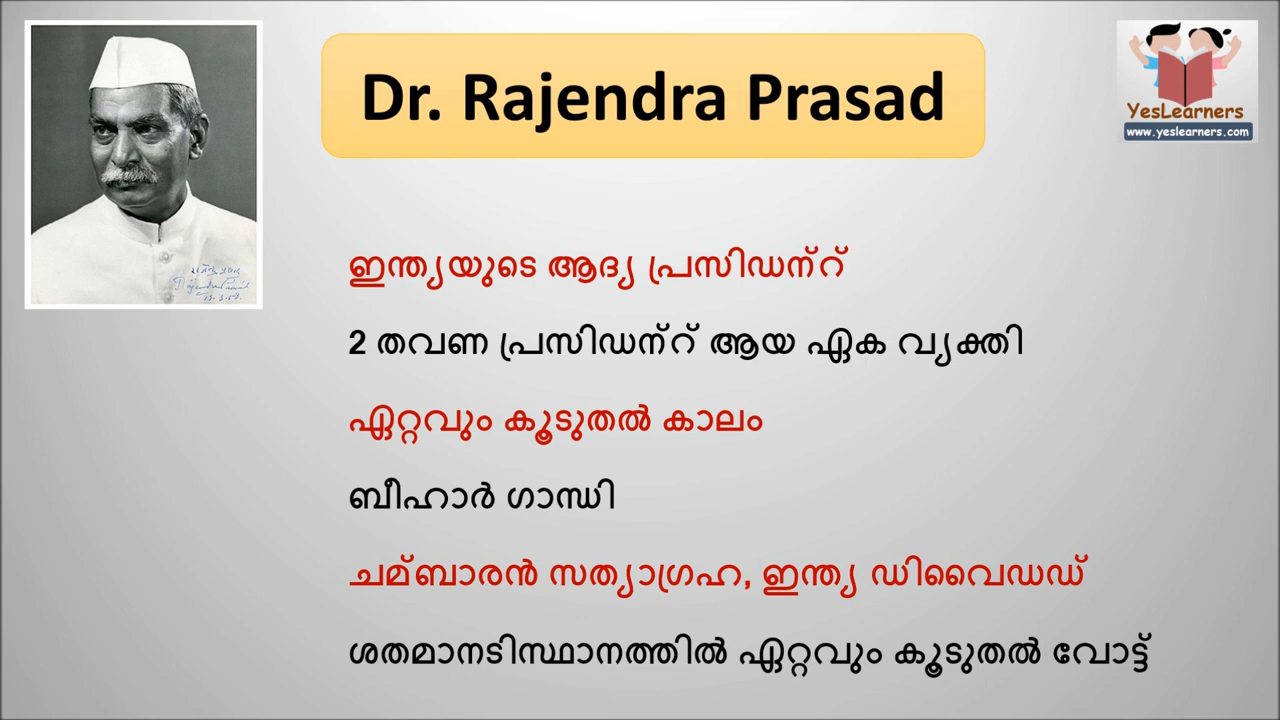 Dr. Rajendra Prasad
YesLearners
www.yeslearners.com
ഇന്ത്യയുടെ ആദ്യ പ്രസിഡന്റ്
2 തവണ പ്രസിഡന്റ് ആയ ഏക വ്യക്തി
ഏറ്റവും കൂടുതൽ കാലം
ബീഹാർ ഗാന്ധി
ചമ്ബാരൻ സത്യാഗ്രഹ, ഇന്ത്യ ഡിവൈഡഡ്
ശതമാനടിസ്ഥാനത്തിൽ ഏറ്റവും കൂടുതൽ വോട്ട്